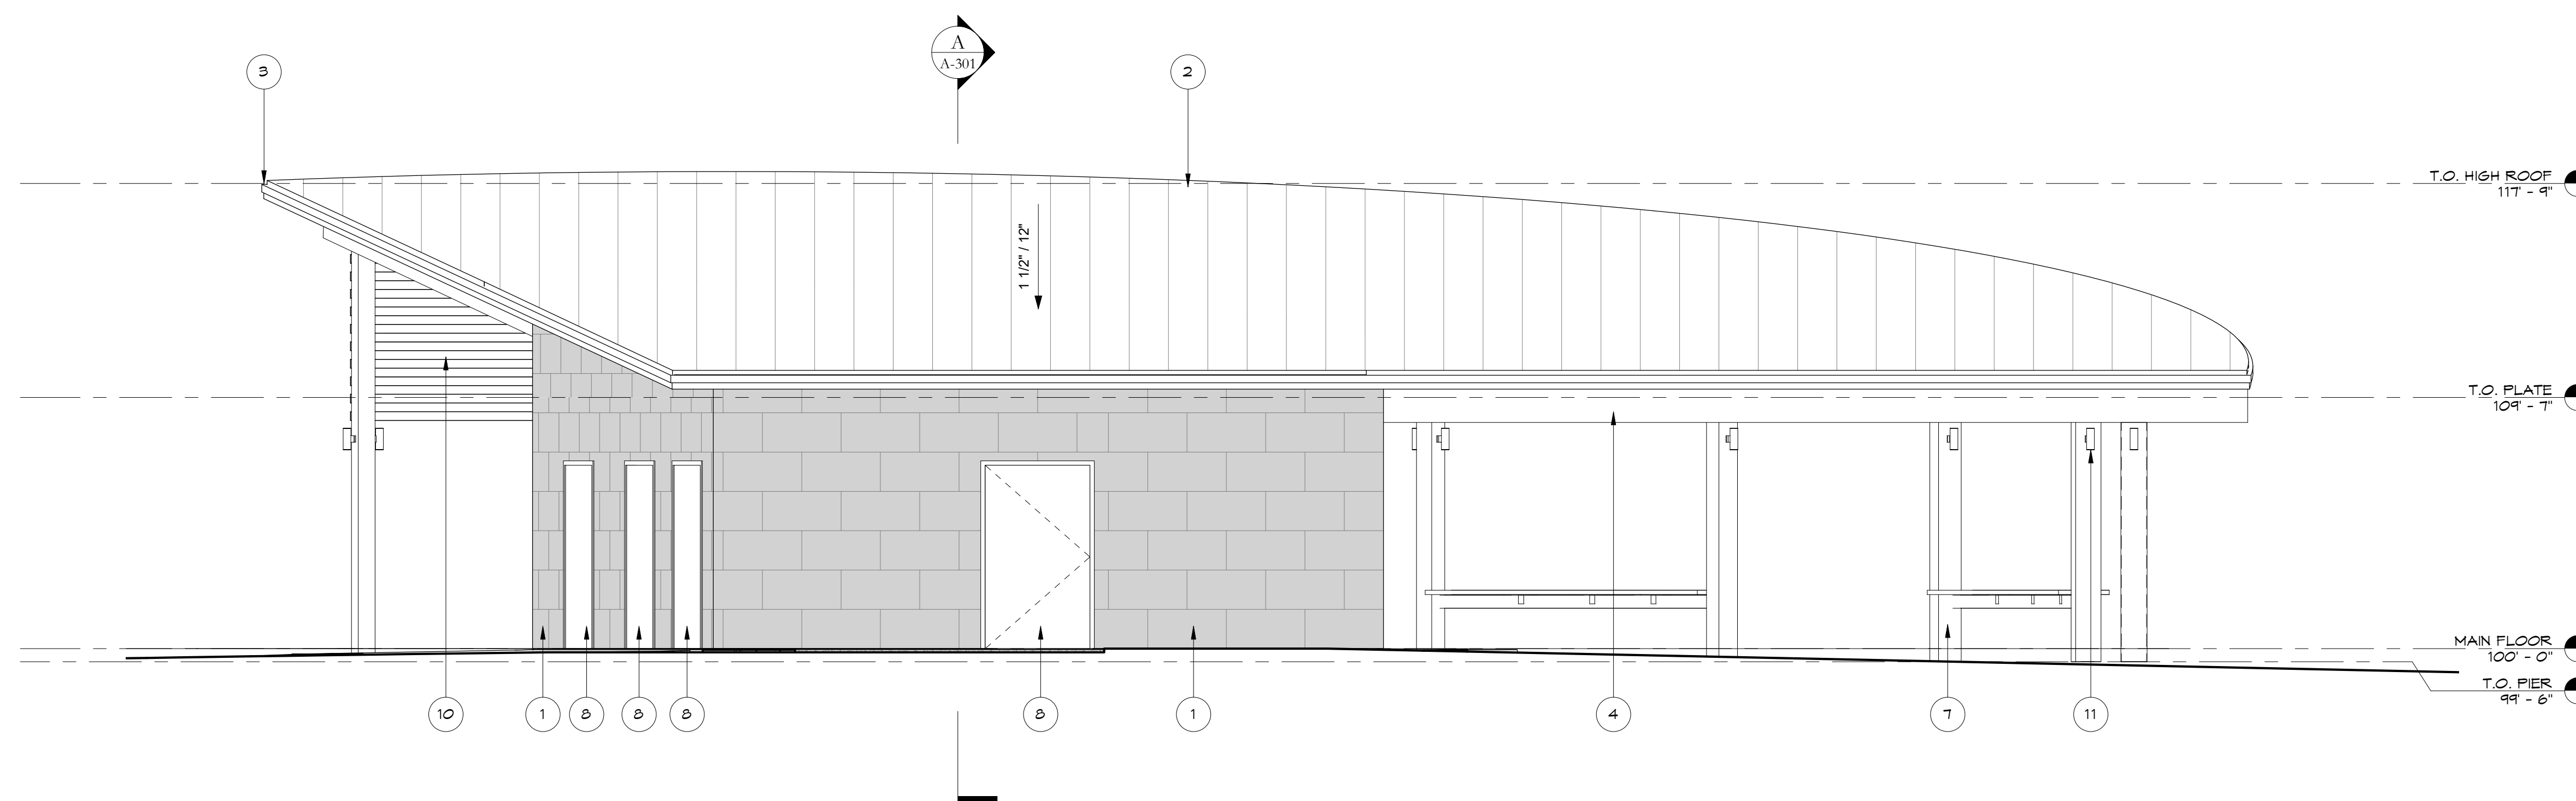 A
A-301
3
2
T.O. HIGH ROOF
117' - 9"
1 1/2" / 12"
T.O. PLATE
109' - 7"
MAIN FLOOR
100' - 0"
T.O. PIER
99' - 6"
10
1
8
8
8
8
1
4
7
11